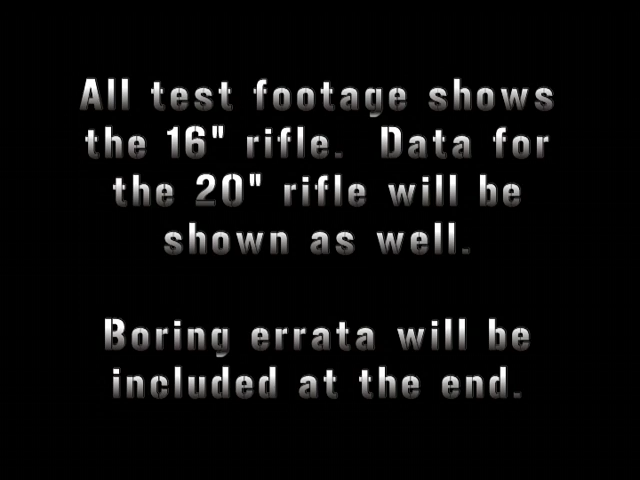 All test footage shows
the 16" rifle.  Data for
the 20" rifle will be
shown as well.
Boring errata will be
included at the end.